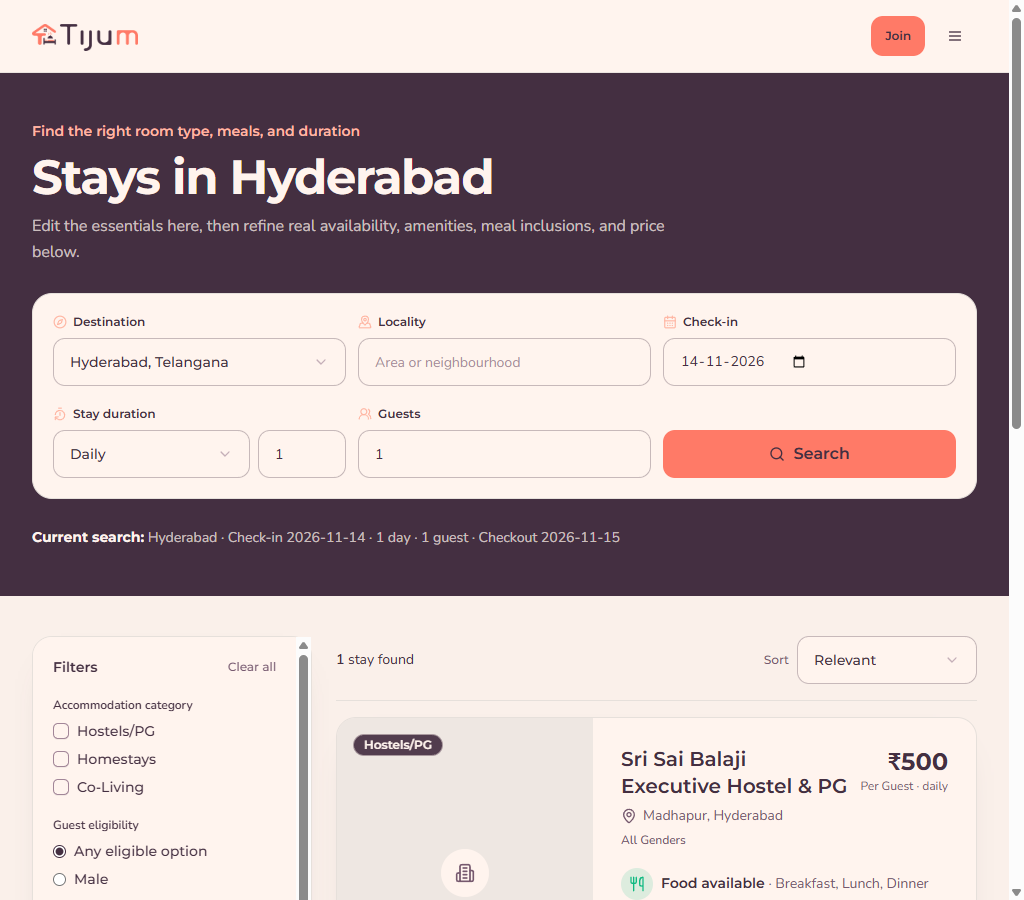 Tijum
Join
Find the right room type, meals, and duration
Stays in Hyderabad
Edit the essentials here, then refine real availability, amenities, meal inclusions, and price
below.
Destination
Locality
Check-in
Hyderabad, Telangana
Area or neighbourhood
14-11-2026
Stay duration
Guests
Daily
1
1
Search
Current search: Hyderabad · Check-in 2026-11-14 · 1 day · 1 guest · Checkout 2026-11-15
Filters
Clear all
Accommodation category
Hostels/PG
Homestays
Co-Living
Guest eligibility
Any eligible option
Male
1 stay found
Sort
Relevant
Hostels/PG
Sri Sai Balaji
Executive Hostel & PG
₹500
Per Guest · daily
Madhapur, Hyderabad
All Genders
Food available · Breakfast, Lunch, Dinner